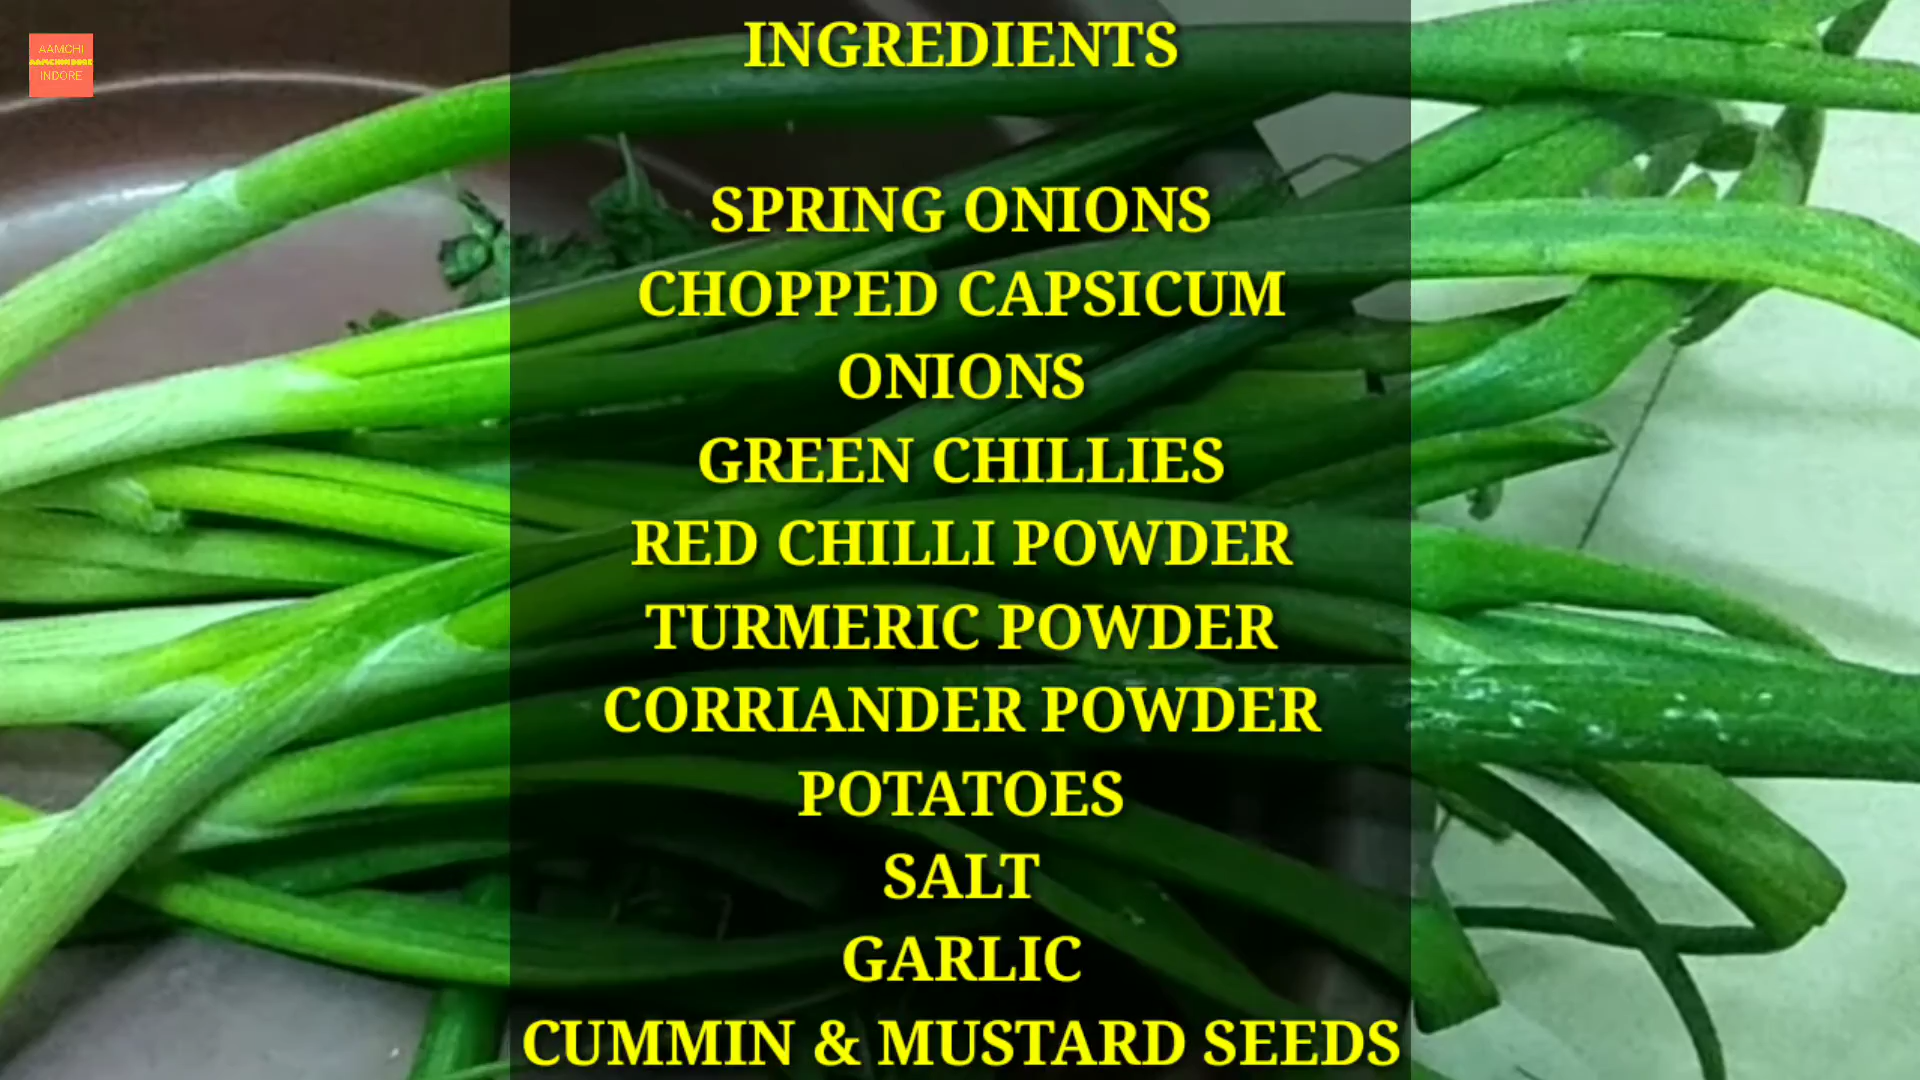 AAMCHI
INDORE
INGREDIENTS
SPRING ONIONS
CHOPPED CAPSICUM
ONIONS
GREEN CHILLIES
RED CHILLI POWDER
TURMERIC POWDER
CORRIANDER POWDER
POTATOES
SALT
GARLIC
CUMMIN & MUSTARD SEEDS